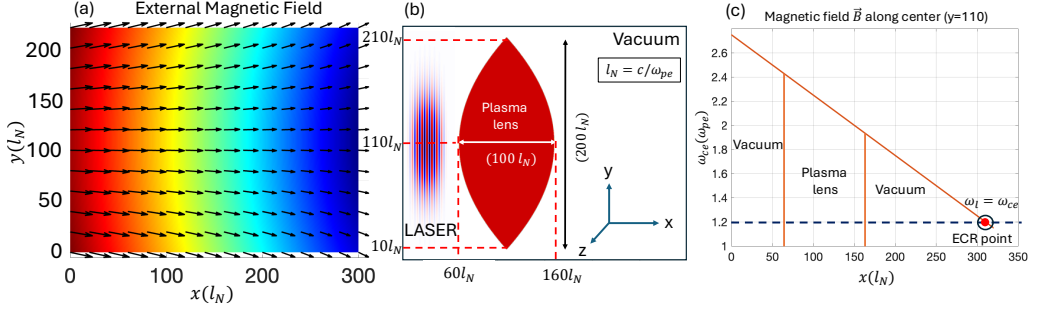 (a) External Magnetic Field
y(l_N)
220
200
150
100
50
0
0 100 200 300
x(l_N)
(b)
210l_N
110l_N
10l_N
Vacuum
l_N = c/ω_pe
Plasma
lens
(100 l_N)
(200 l_N)
LASER
y
x
z
60l_N
160l_N
(c)
Magnetic field B⃗ along center (y=110)
ω_ce(ω_pe)
2.6
2.4
2.2
2
1.8
1.6
1.4
1.2
1
Vacuum
Plasma
lens
Vacuum
ω_l = ω_ce
ECR point
0 50 100 150 200 250 300 350
x(l_N)